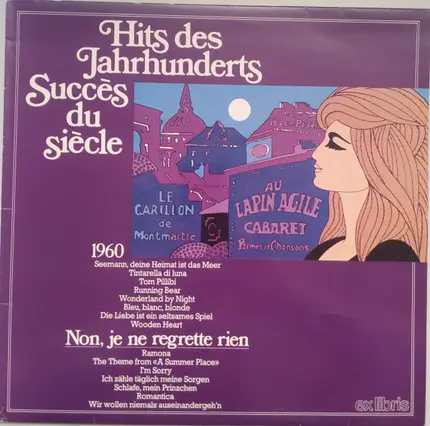 Hits des
Jahrhunderts
Succès
du
siècle
LE
CARILLON
de
Montmartre
AU
LAPIN AGILE
CABARET
Poèmes et Chansons
1960
Seemann, deine Heimat ist das Meer
Tintarella di luna
Tom Pillibi
Running Bear
Wonderland by Night
Bleu, blanc, blonde
Die Liebe ist ein seltsames Spiel
Wooden Heart
Non, je ne regrette rien
Ramona
The Theme from «A Summer Place»
I'm Sorry
Ich zähle täglich meine Sorgen
Schlafe, mein Prinzchen
Romantica
Wir wollen niemals auseinandergeh'n
ex libris